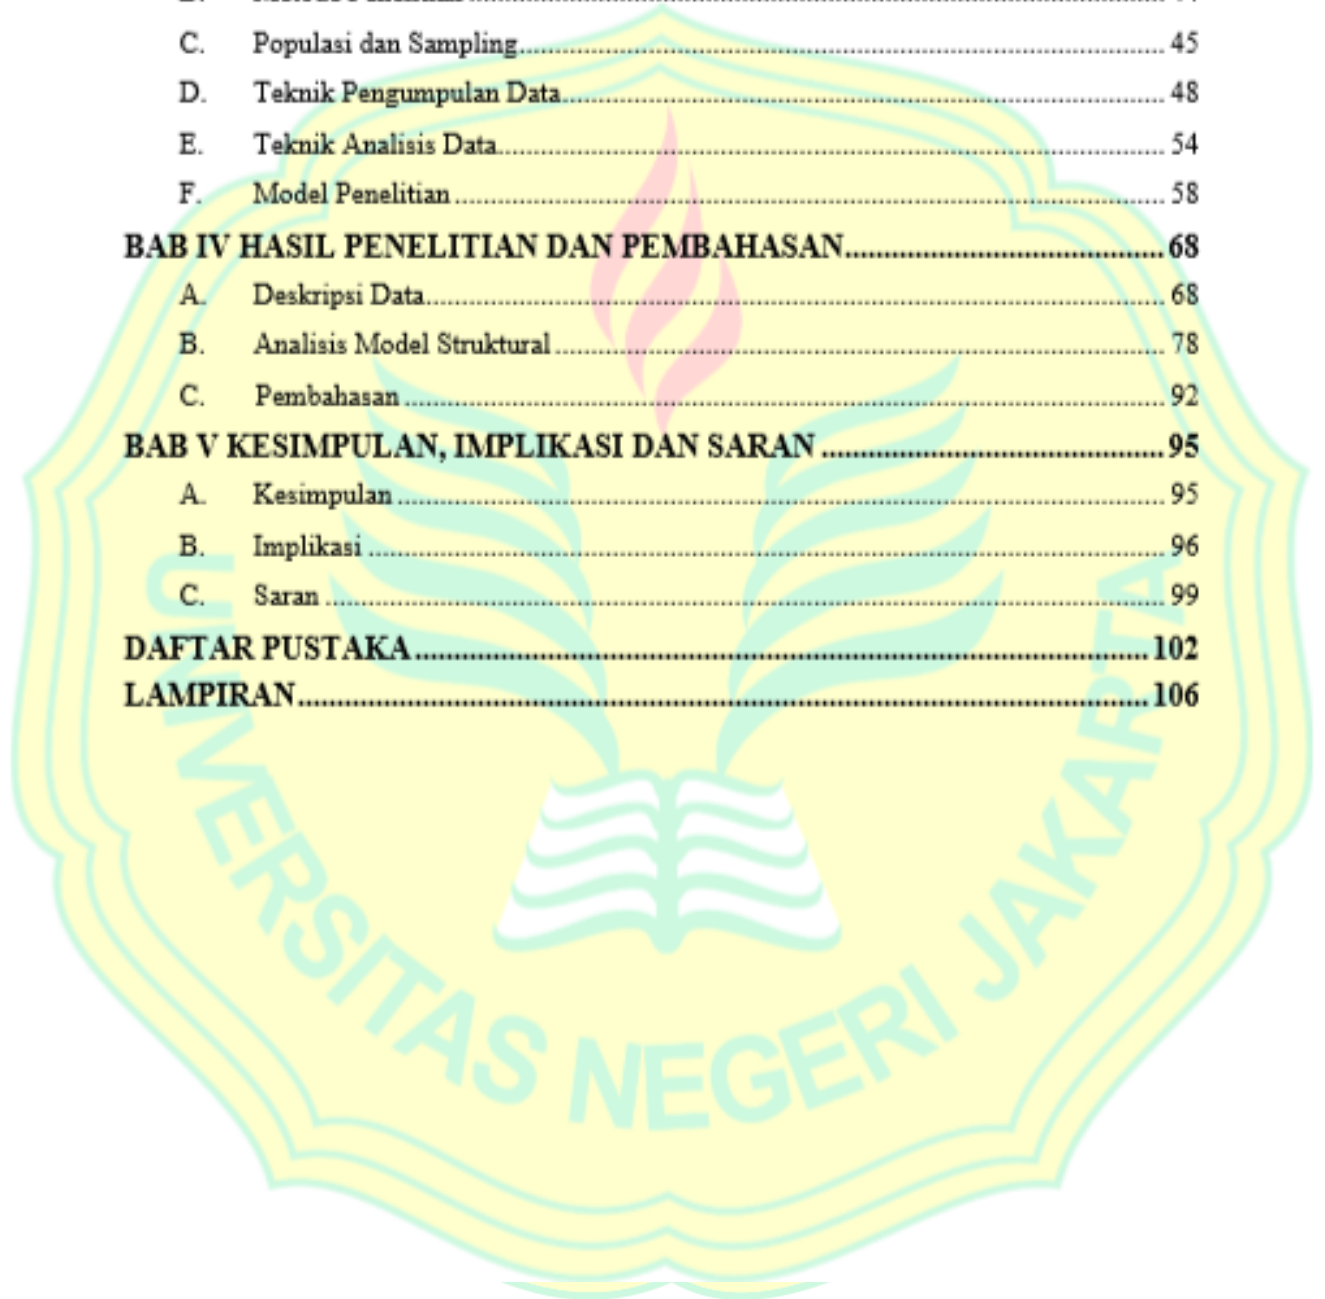 C. Populasi dan Sampling........ 45
D. Teknik Pengumpulan Data........ 48
E. Teknik Analisis Data........ 54
F. Model Penelitian........ 58
BAB IV HASIL PENELITIAN DAN PEMBAHASAN........ 68
A. Deskripsi Data........ 68
B. Analisis Model Struktural........ 78
C. Pembahasan........ 92
BAB V KESIMPULAN, IMPLIKASI DAN SARAN........ 95
A. Kesimpulan........ 95
B. Implikasi........ 96
C. Saran........ 99
DAFTAR PUSTAKA........ 102
LAMPIRAN........ 106
UNIVERSITAS NEGERI JAKARTA